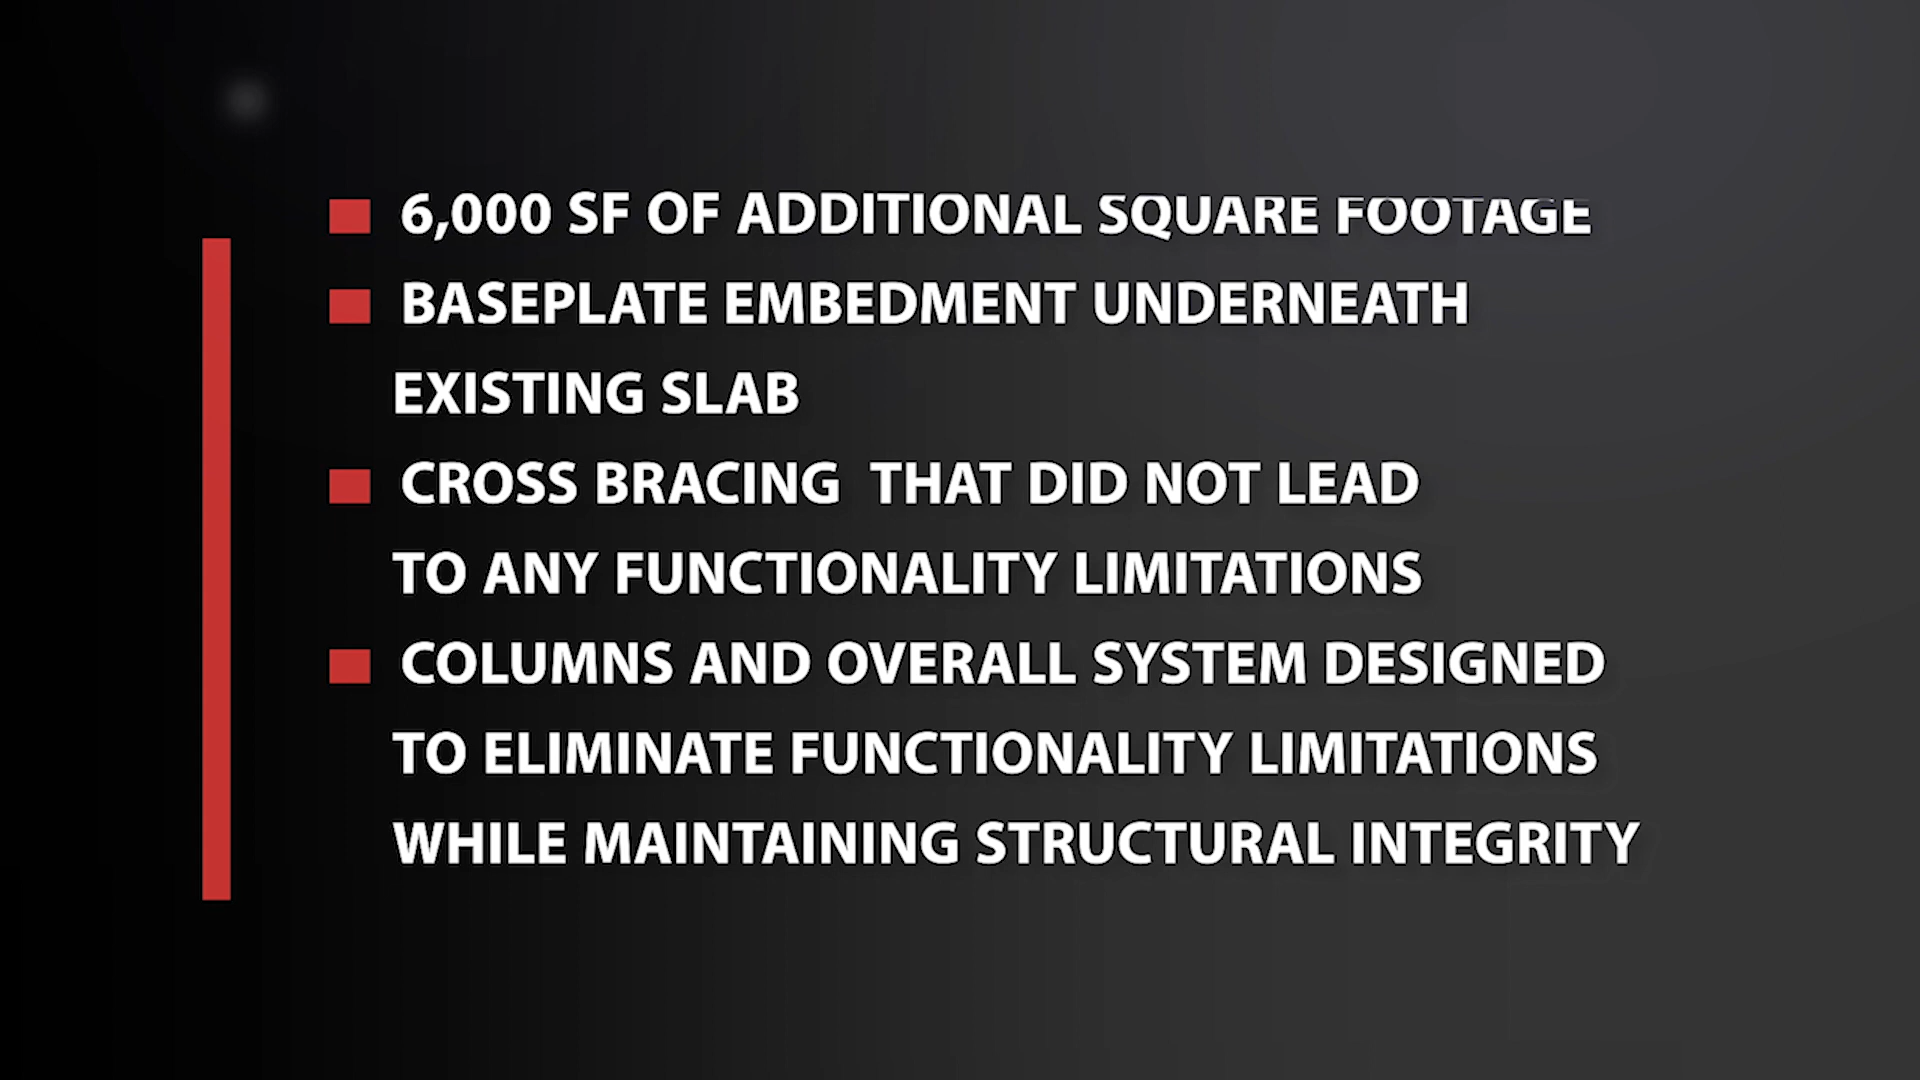 6,000 SF OF ADDITIONAL SQUARE FOOTAGE
BASEPLATE EMBEDMENT UNDERNEATH
EXISTING SLAB
CROSS BRACING  THAT DID NOT LEAD
TO ANY FUNCTIONALITY LIMITATIONS
COLUMNS AND OVERALL SYSTEM DESIGNED
TO ELIMINATE FUNCTIONALITY LIMITATIONS
WHILE MAINTAINING STRUCTURAL INTEGRITY